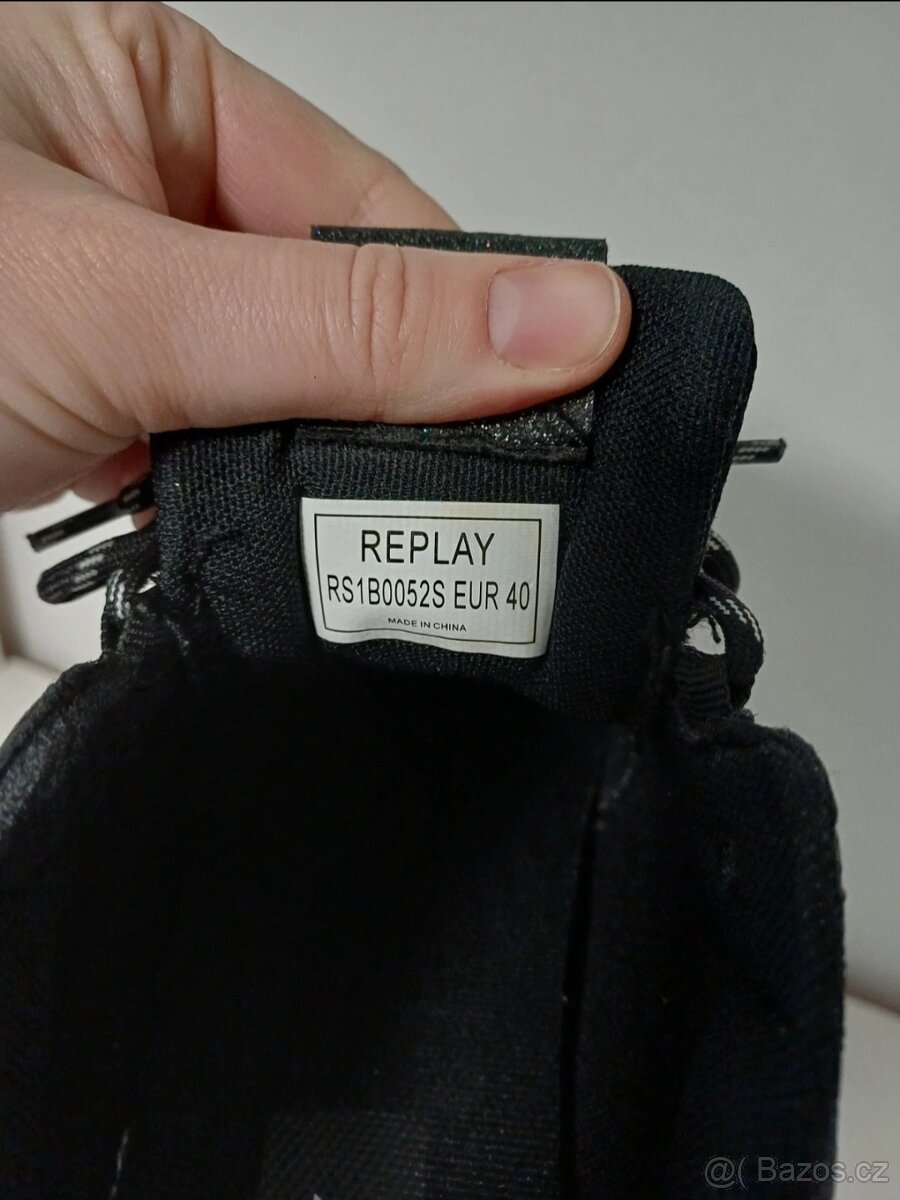 REPLAY
RS1B0052S EUR 40
MADE IN CHINA
@( Bazos.cz